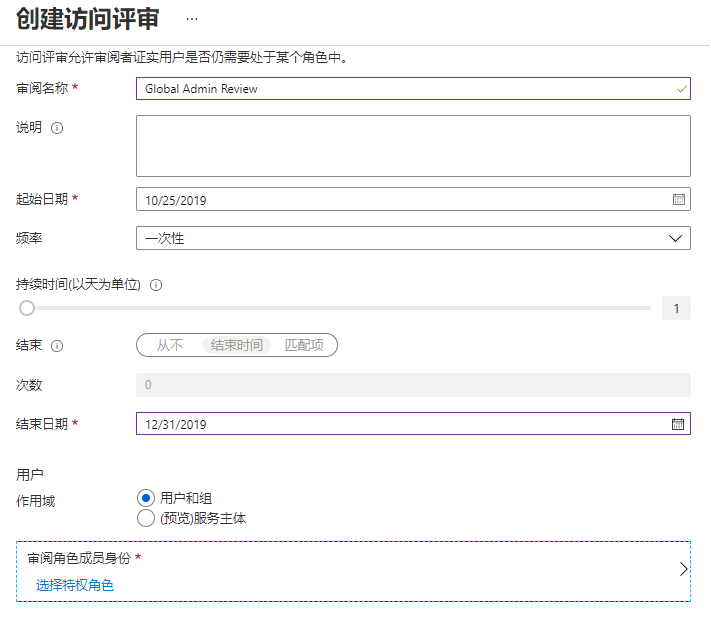 创建访问评审 ...
访问评审允许审阅者证实用户是否仍需要处于某个角色中。
审阅名称 * Global Admin Review
说明
起始日期 * 10/25/2019
频率 一次性
持续时间(以天为单位)
1
结束 从不 结束时间 匹配项
次数 0
结束日期 * 12/31/2019
用户
作用域 用户和组
(预览)服务主体
审阅角色成员身份 *
选择特权角色